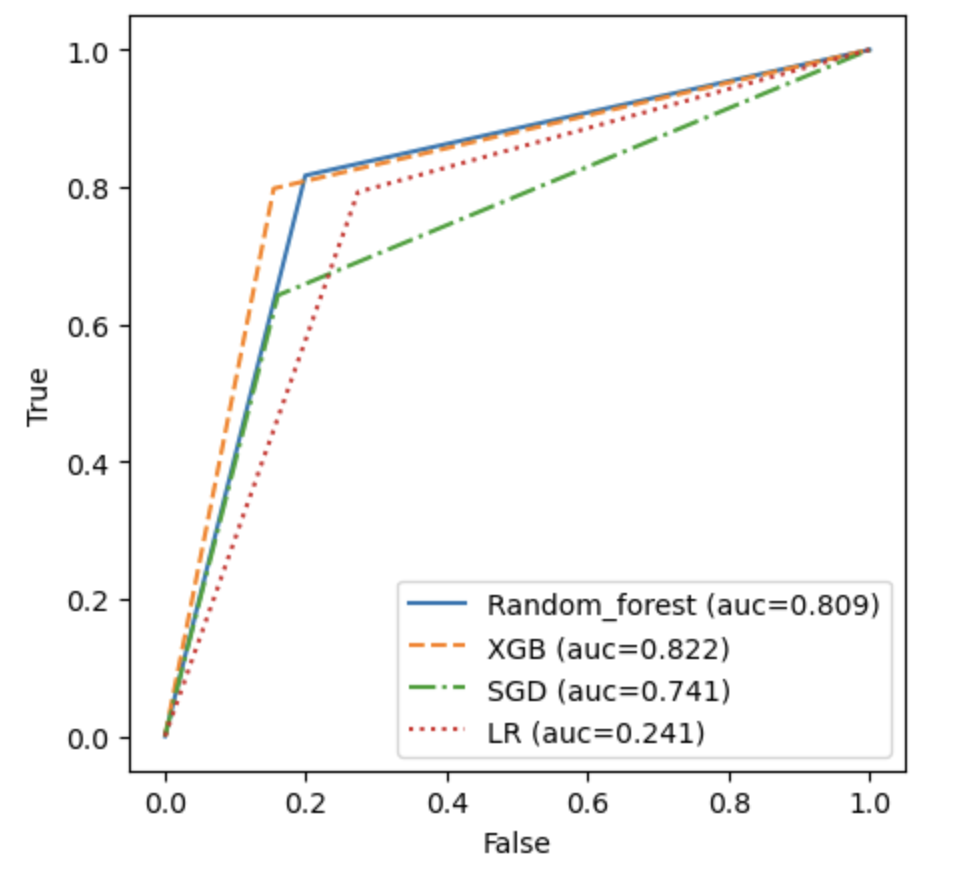 1.0
0.8
0.6
0.4
0.2
0.0
True
Random_forest (auc=0.809)
XGB (auc=0.822)
SGD (auc=0.741)
LR (auc=0.241)
0.0 0.2 0.4 0.6 0.8 1.0
False